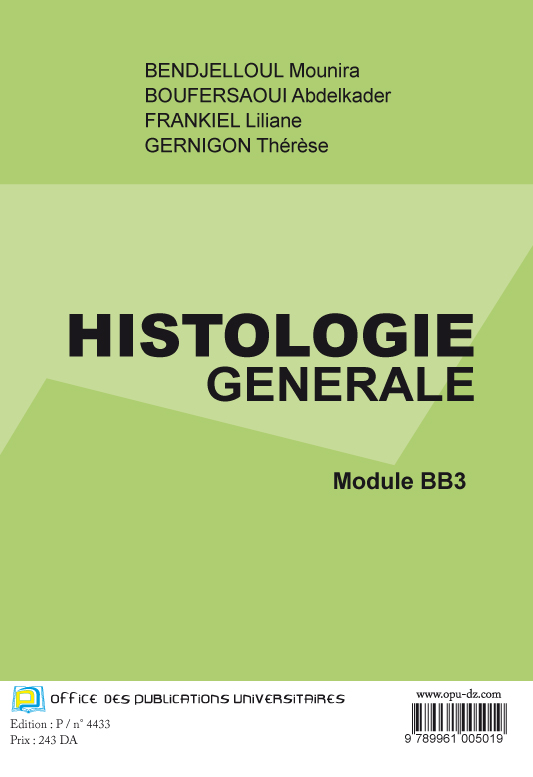 BENDJELLOUL Mounira
BOUFERSAOUI Abdelkader
FRANKIEL Liliane
GERNIGON Thérèse
HISTOLOGIE
GENERALE
Module BB3
OFFICE DES PUBLICATIONS UNIVERSITAIRES
Edition : P / n° 4433
Prix : 243 DA
www.opu-dz.com
9 789961 005019